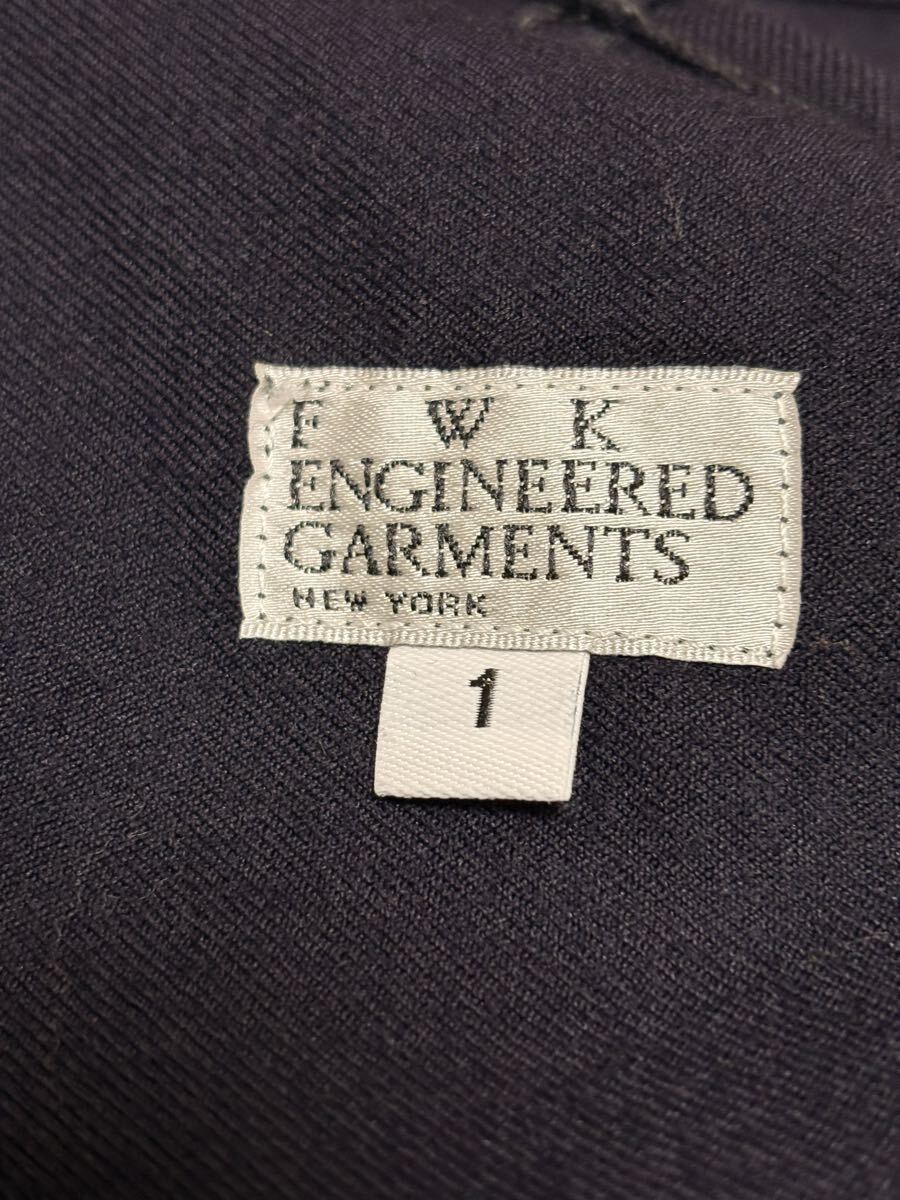 F W K
ENGINEERED
GARMENTS
NEW YORK
1